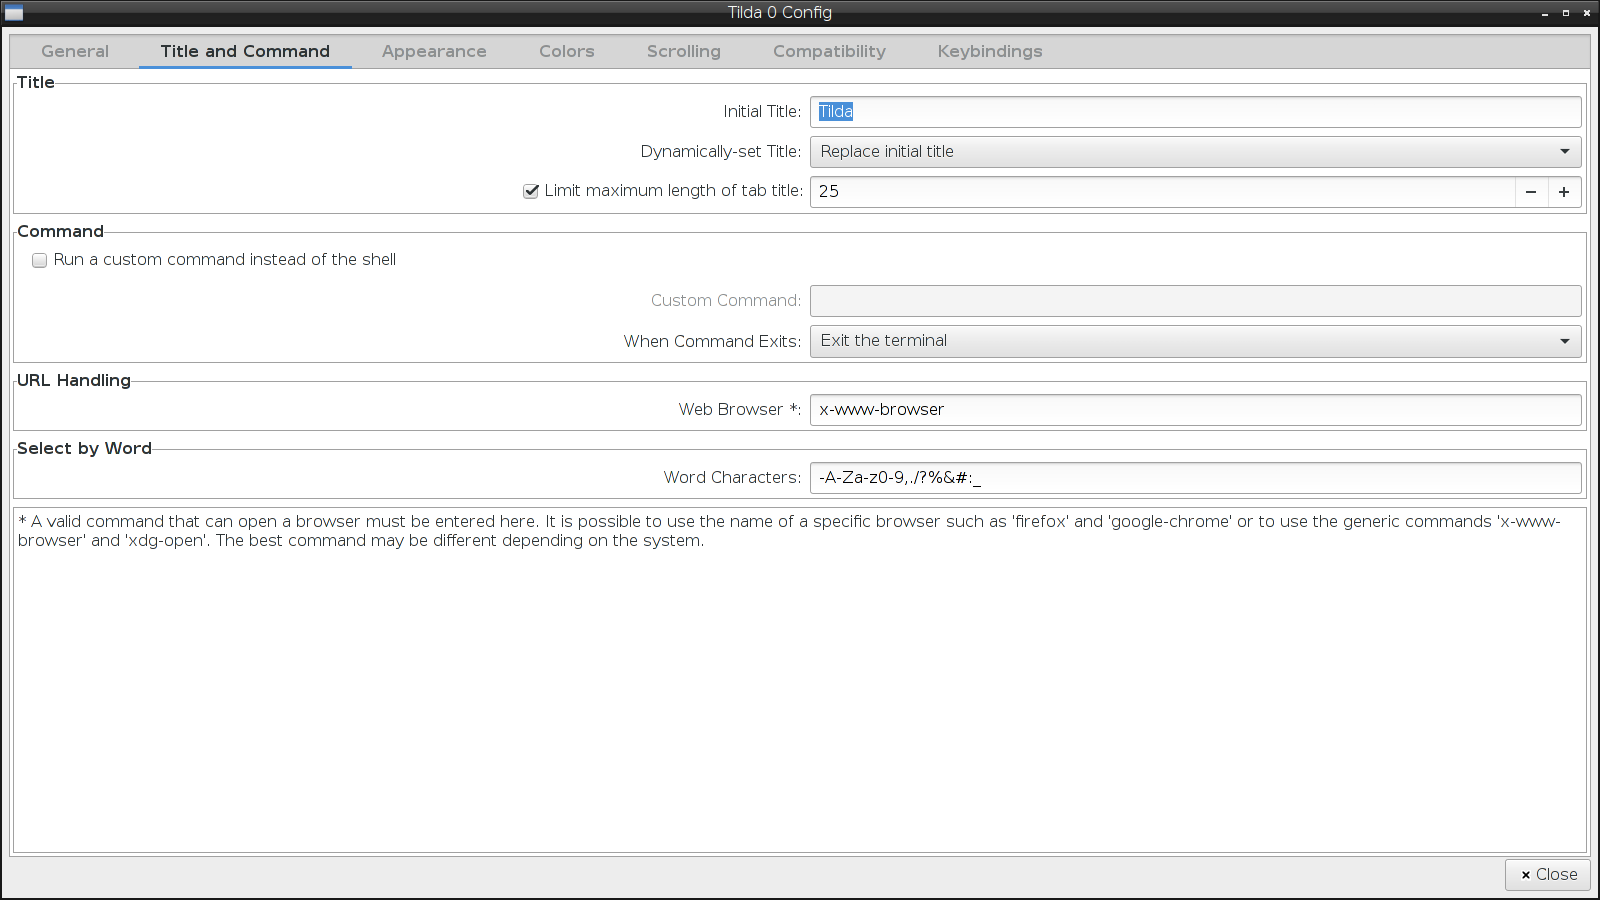 Tilda 0 Config
General Title and Command Appearance Colors Scrolling Compatibility Keybindings
Title
Initial Title: Tilda
Dynamically-set Title: Replace initial title
Limit maximum length of tab title: 25
Command
Run a custom command instead of the shell
Custom Command:
When Command Exits: Exit the terminal
URL Handling
Web Browser *: x-www-browser
Select by Word
Word Characters: -A-Za-z0-9,./?%&#:_
* A valid command that can open a browser must be entered here. It is possible to use the name of a specific browser such as 'firefox' and 'google-chrome' or to use the generic commands 'x-www-
browser' and 'xdg-open'. The best command may be different depending on the system.
Close